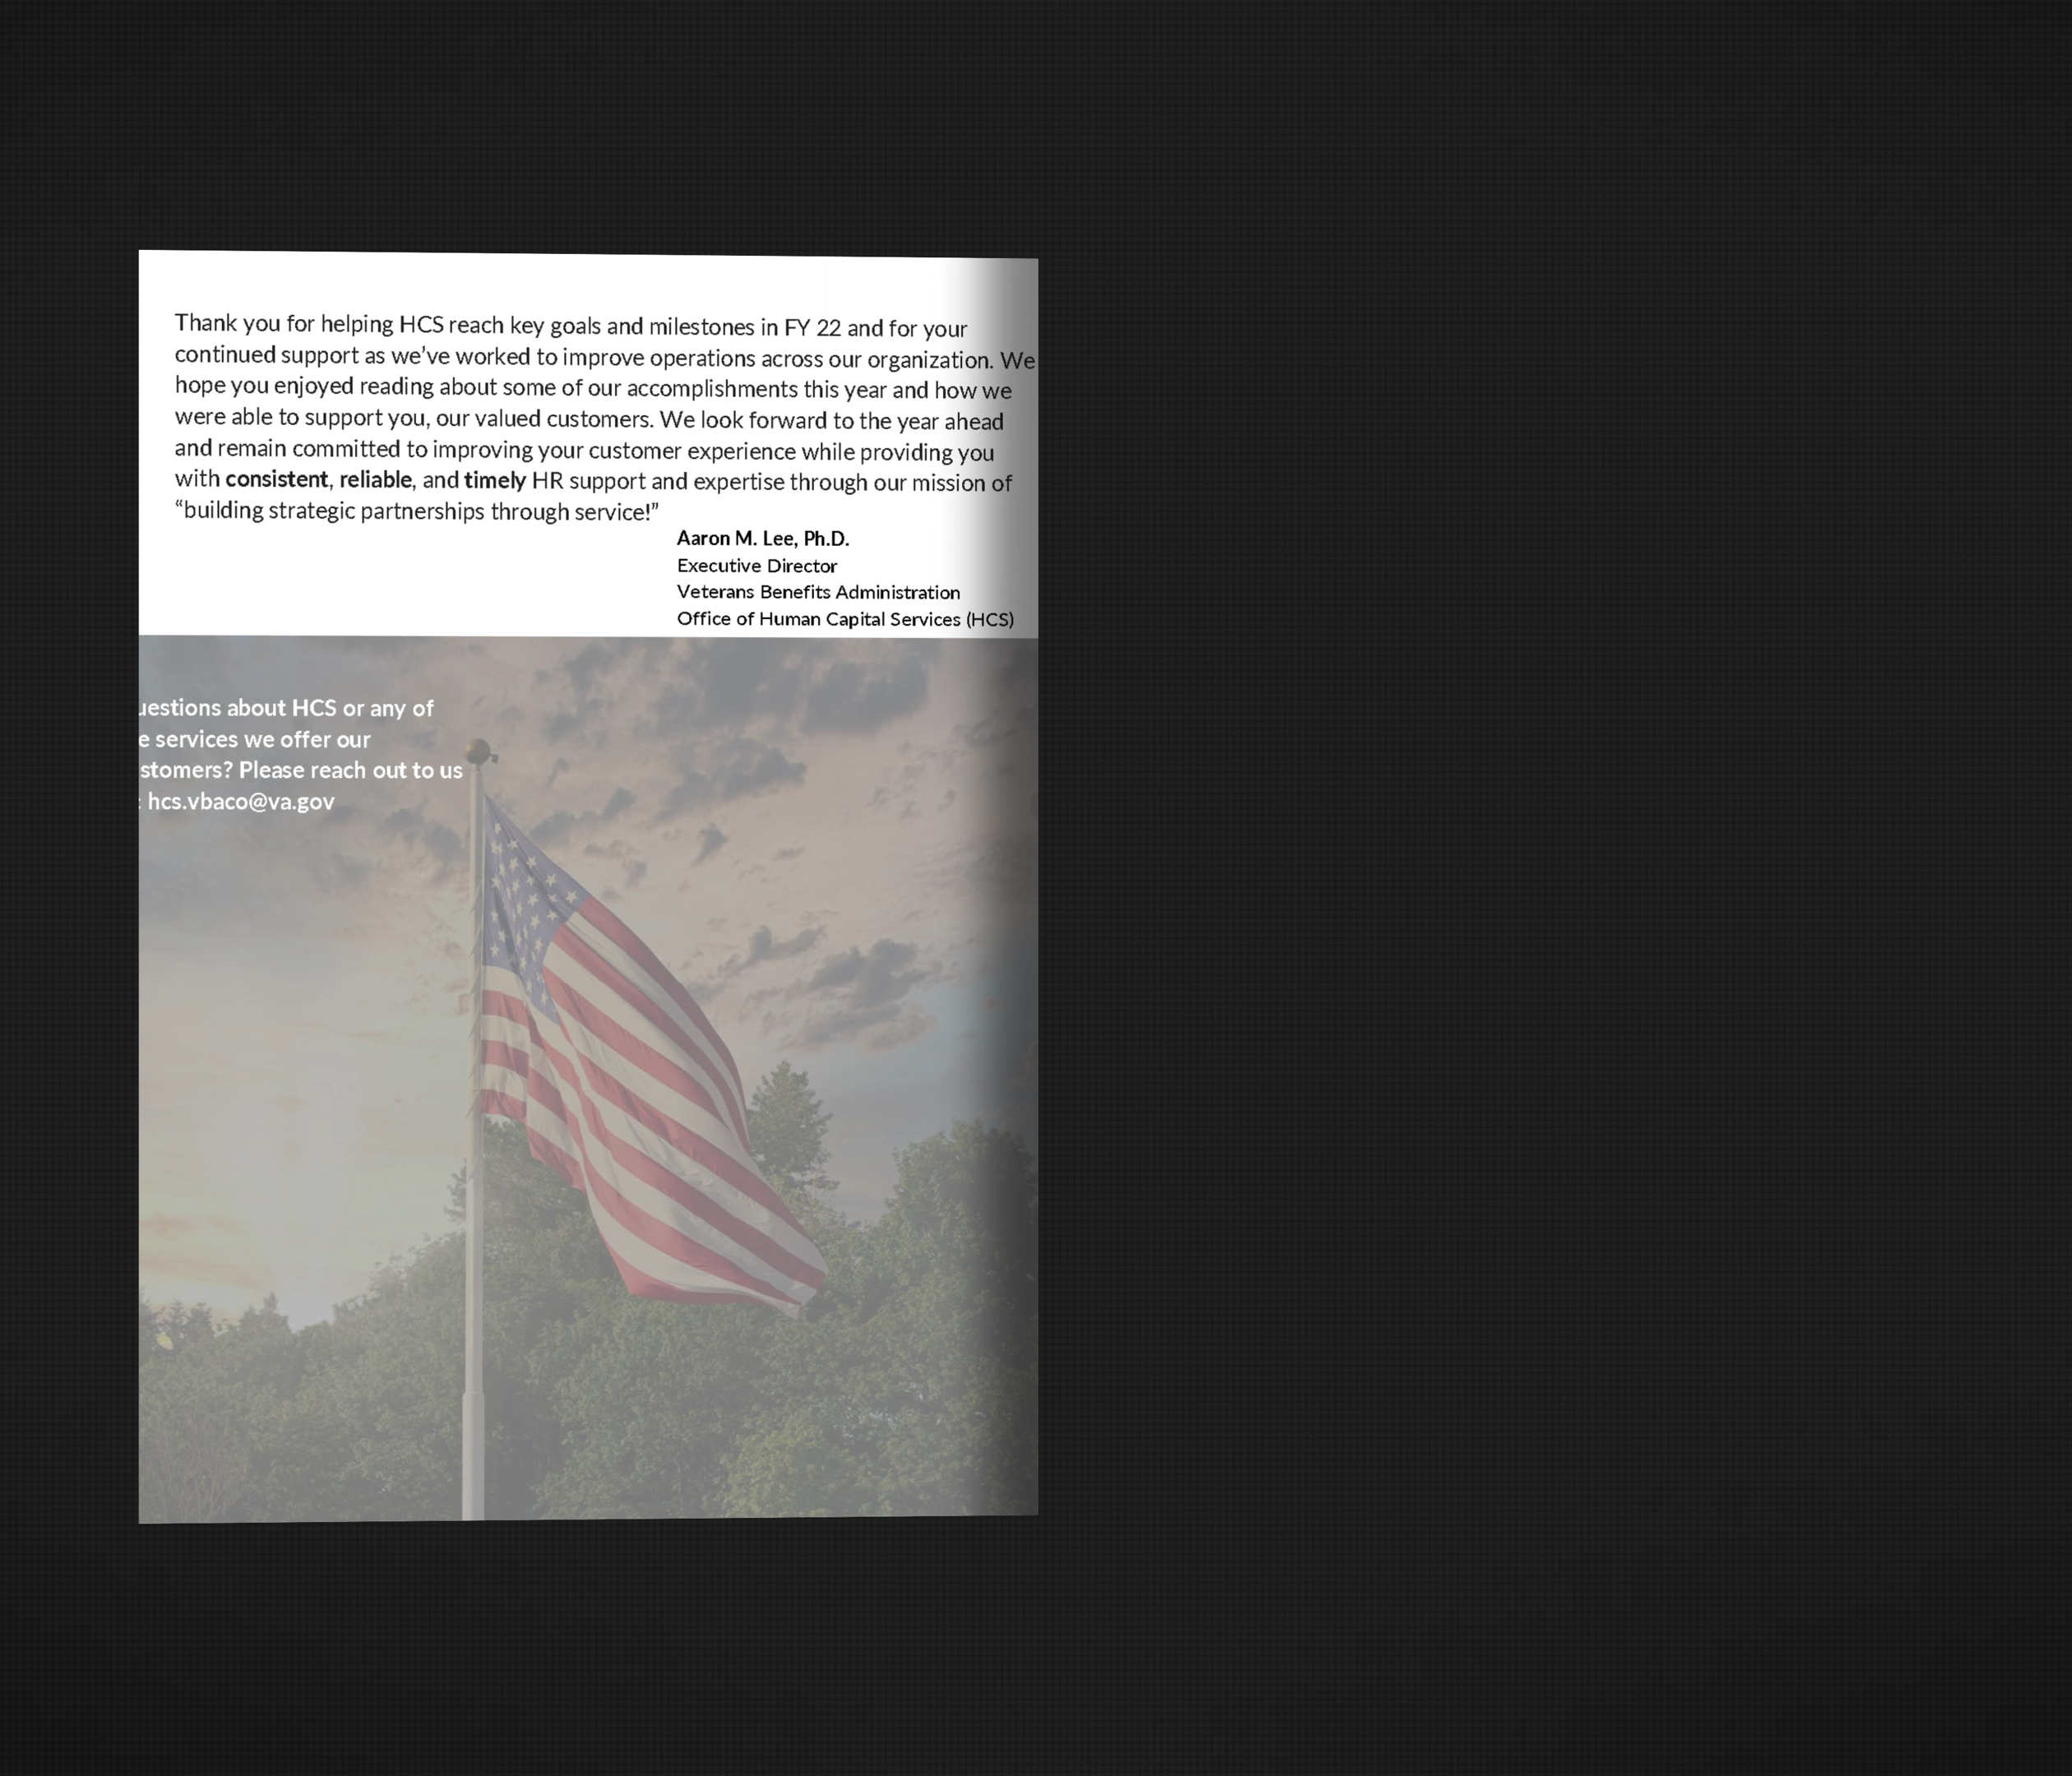 Thank you for helping HCS reach key goals and milestones in FY 22 and for your
continued support as we’ve worked to improve operations across our organization. We
hope you enjoyed reading about some of our accomplishments this year and how we
were able to support you, our valued customers. We look forward to the year ahead
and remain committed to improving your customer experience while providing you
with consistent, reliable, and timely HR support and expertise through our mission of
“building strategic partnerships through service!”
Aaron M. Lee, Ph.D.
Executive Director
Veterans Benefits Administration
Office of Human Capital Services (HCS)
uestions about HCS or any of
e services we offer our
stomers? Please reach out to us
: hcs.vbaco@va.gov